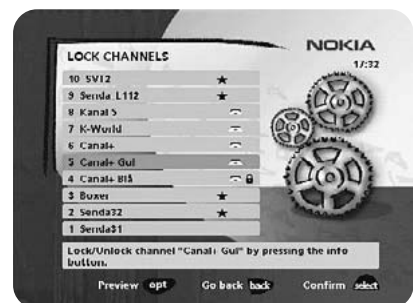 NOKIA
LOCK CHANNELS
17:32
10 SVT2
9 Senda L112
8 Kanal 5
7 K-World
6 Canal+
5 Canal+ Gul
4 Canal+ Blå
3 Boxer
2 Senda32
1 Senda31
Lock/Unlock channel "Canal+ Gul" by pressing the info
button.
Preview opt Go back back Confirm select